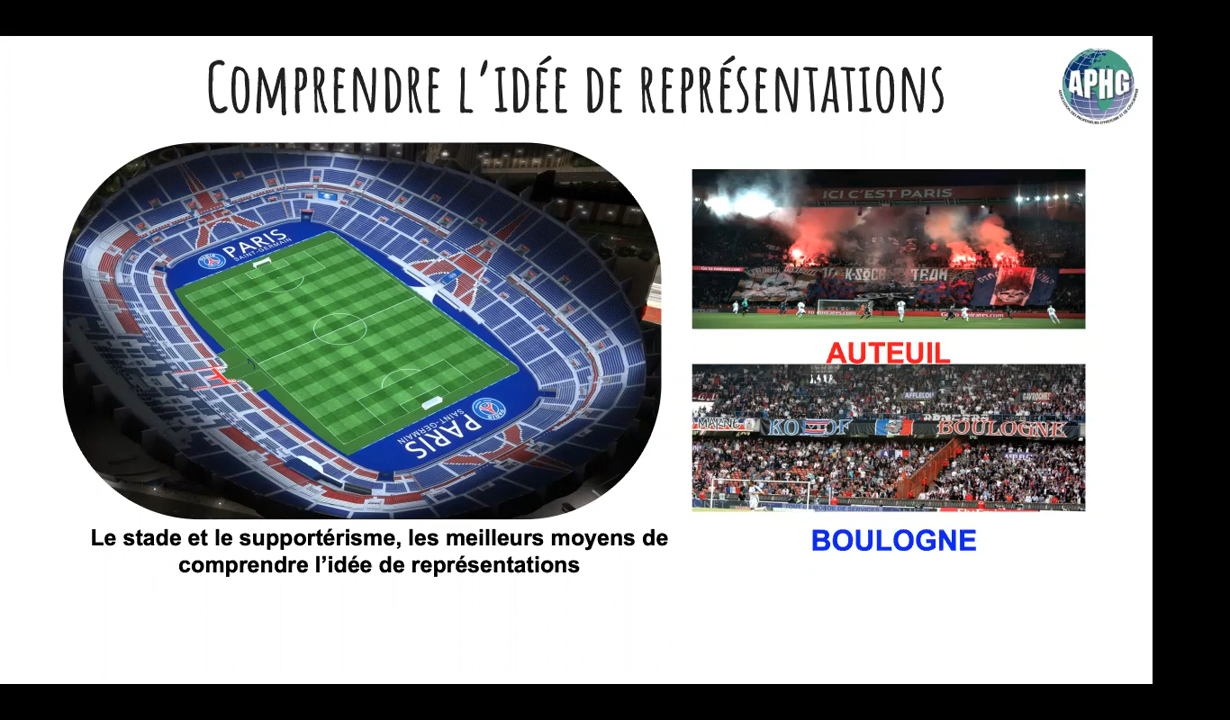 COMPRENDRE L'IDÉE DE REPRÉSENTATIONS
APHG
PARIS
SAINT-GERMAIN
PARIS
SAINT-GERMAIN
ICI C'EST PARIS
AUTEUIL
KOF
BOULOGNE
BOULOGNE
Le stade et le supportérisme, les meilleurs moyens de
comprendre l'idée de représentations